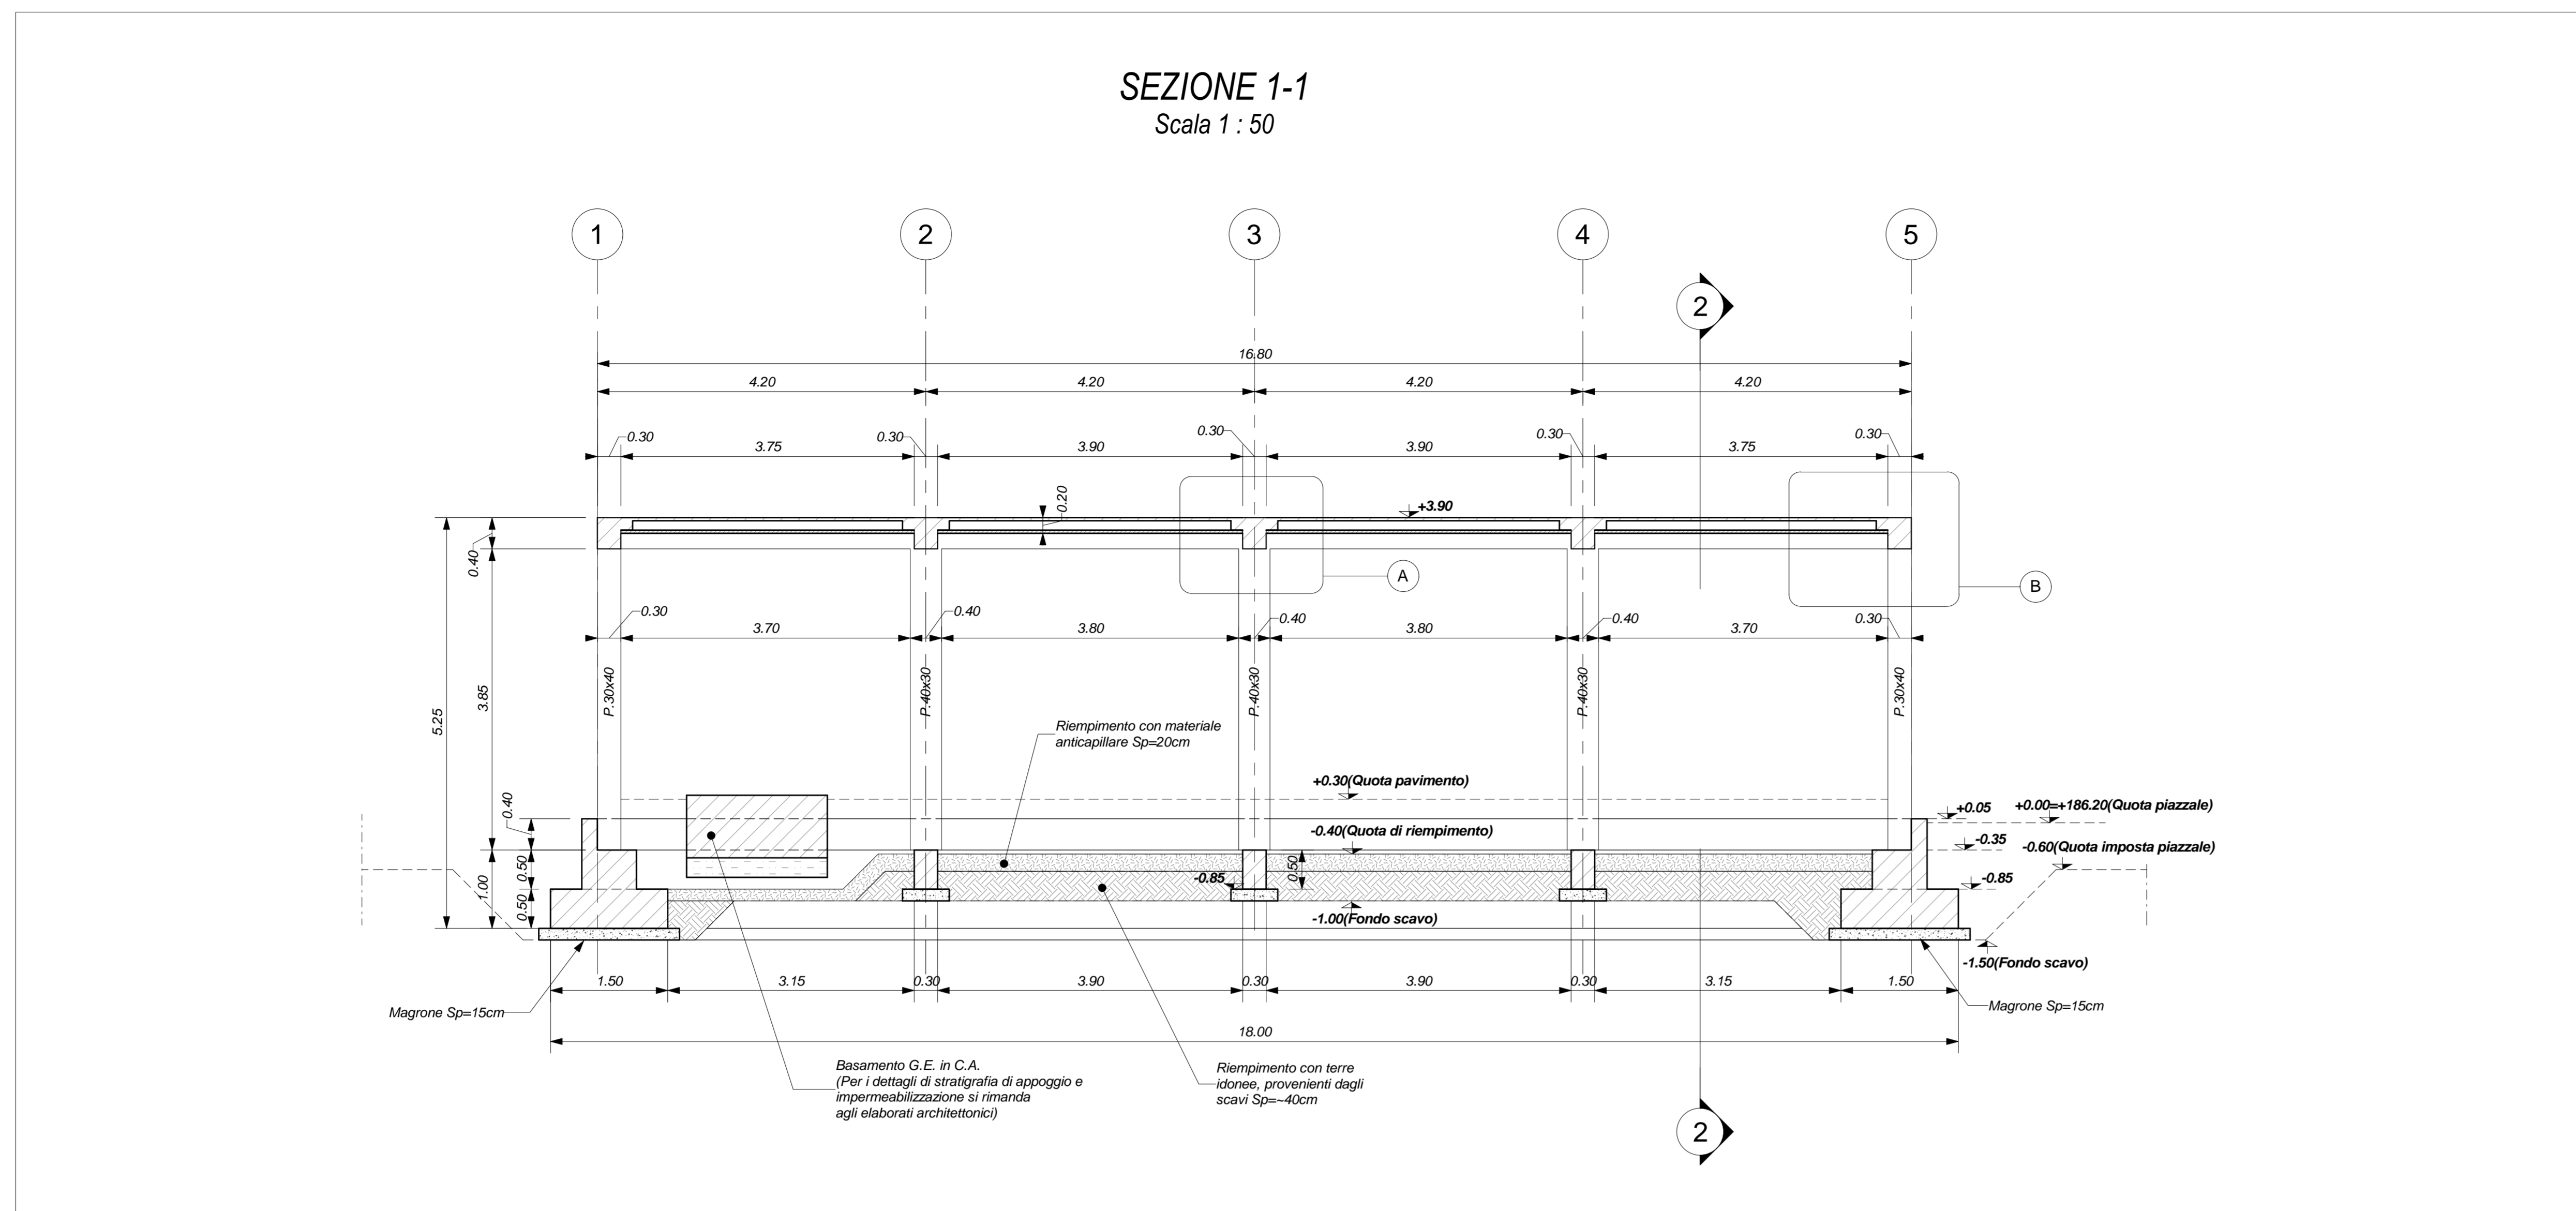 SEZIONE 1-1
Scala 1 : 50
1
2
3
4
5
2
16.80
4.20
4.20
4.20
4.20
0.30
3.75
0.30
3.90
0.30
3.90
0.30
3.75
0.30
0.20
+3.90
0.40
A
B
0.30
3.70
0.40
3.80
0.40
3.80
0.40
3.70
0.30
5.25
3.85
P.30x40
P.40x30
P.40x30
P.40x30
P.30x40
Riempimento con materiale
anticapillare Sp=20cm
+0.30(Quota pavimento)
0.40
+0.05
+0.00=+186.20(Quota piazzale)
-0.40(Quota di riempimento)
-0.35
-0.60(Quota imposta piazzale)
1.00
0.50
0.50
-0.85
0.50
-0.85
-1.00(Fondo scavo)
-1.50(Fondo scavo)
1.50
3.15
0.30
3.90
0.30
3.90
0.30
3.15
1.50
Magrone Sp=15cm
Magrone Sp=15cm
18.00
Basamento G.E. in C.A.
(Per i dettagli di stratigrafia di appoggio e
impermeabilizzazione si rimanda
agli elaborati architettonici)
Riempimento con terre
idonee, provenienti dagli
scavi Sp=~40cm
2